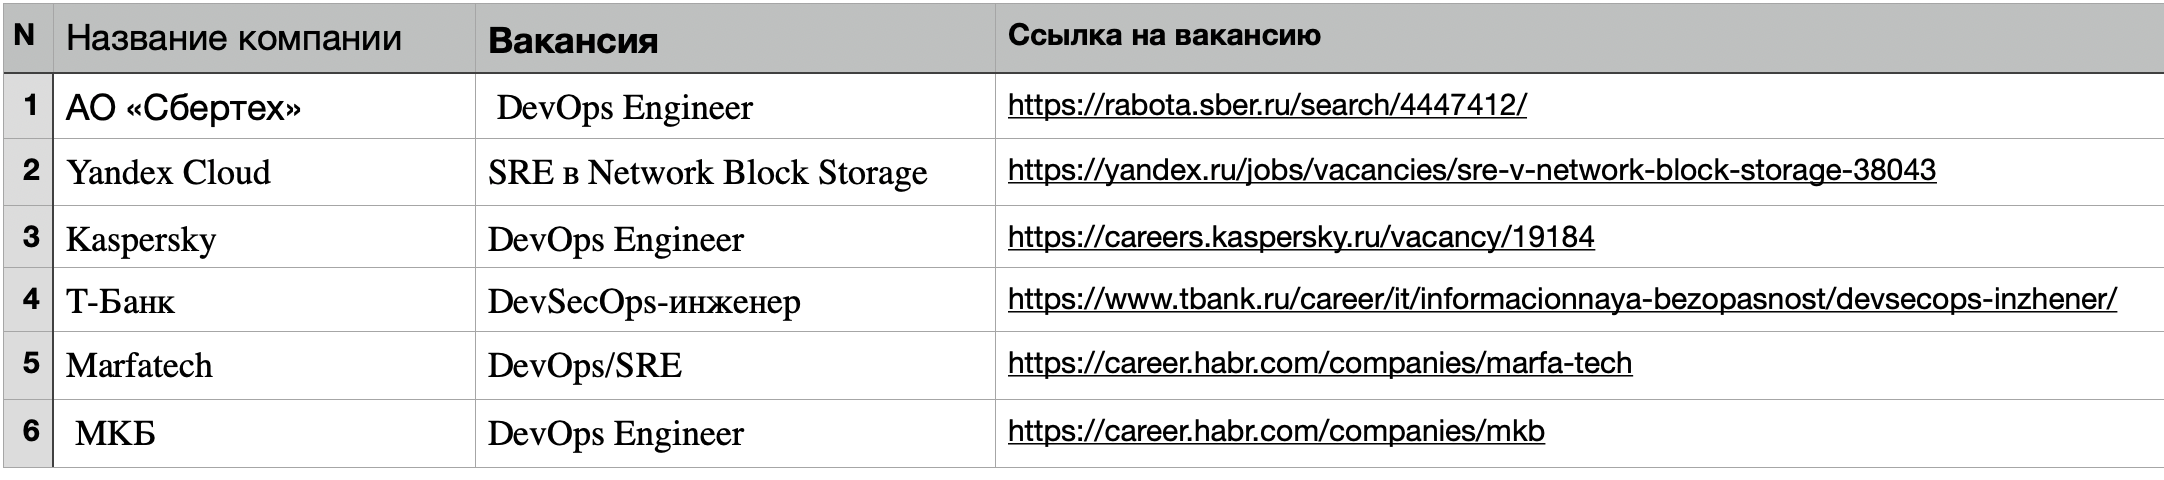 N Название компании Вакансия Ссылка на вакансию
1 АО «Сбертех» DevOps Engineer https://rabota.sber.ru/search/4447412/
2 Yandex Cloud SRE в Network Block Storage https://yandex.ru/jobs/vacancies/sre-v-network-block-storage-38043
3 Kaspersky DevOps Engineer https://careers.kaspersky.ru/vacancy/19184
4 Т-Банк DevSecOps-инженер https://www.tbank.ru/career/it/informacionnaya-bezopasnost/devsecops-inzhener/
5 Marfatech DevOps/SRE https://career.habr.com/companies/marfa-tech
6 МКБ DevOps Engineer https://career.habr.com/companies/mkb